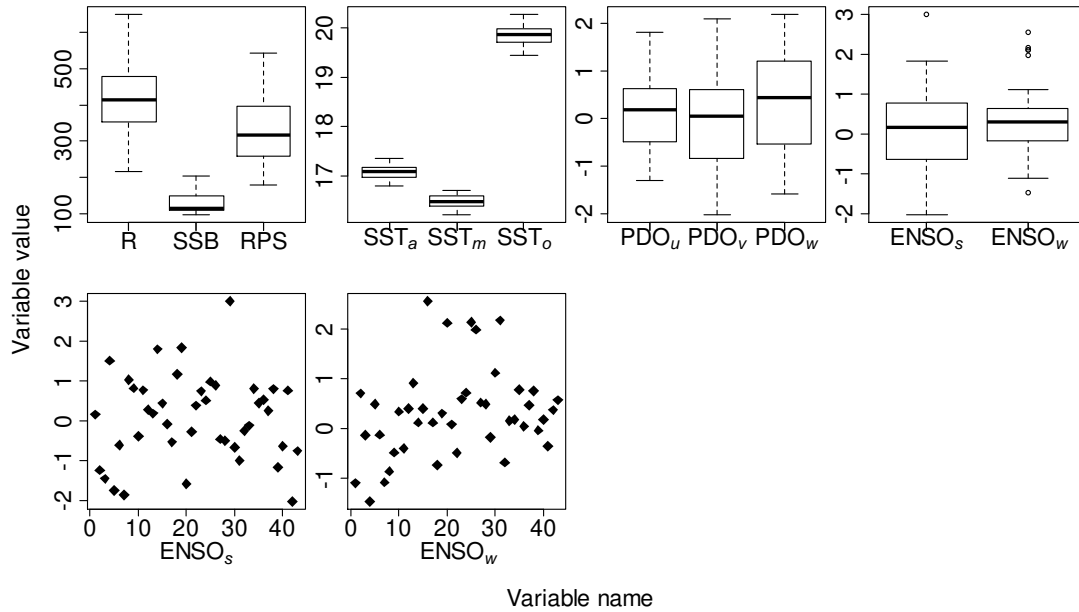 Variable value
100 300 500
R SSB RPS
17 18 19 20
SST_a SST_m SST_o
-2 -1 0 1 2
PDO_u PDO_v PDO_w
-2 -1 0 1 2 3
ENSO_s ENSO_w
-2 -1 0 1 2 3
0 10 20 30 40
ENSO_s
-1 0 1 2
0 10 20 30 40
ENSO_w
Variable name